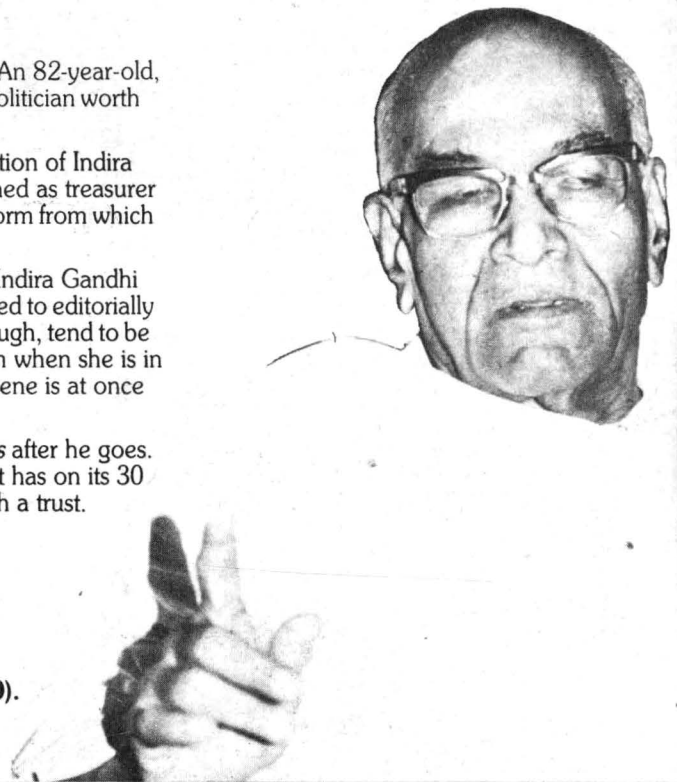 An 82-year-old,
olitician worth
tion of Indira
ned as treasurer
orm from which
ndira Gandhi
ed to editorially
ugh, tend to be
n when she is in
ene is at once
s after he goes.
t has on its 30
h a trust.
).